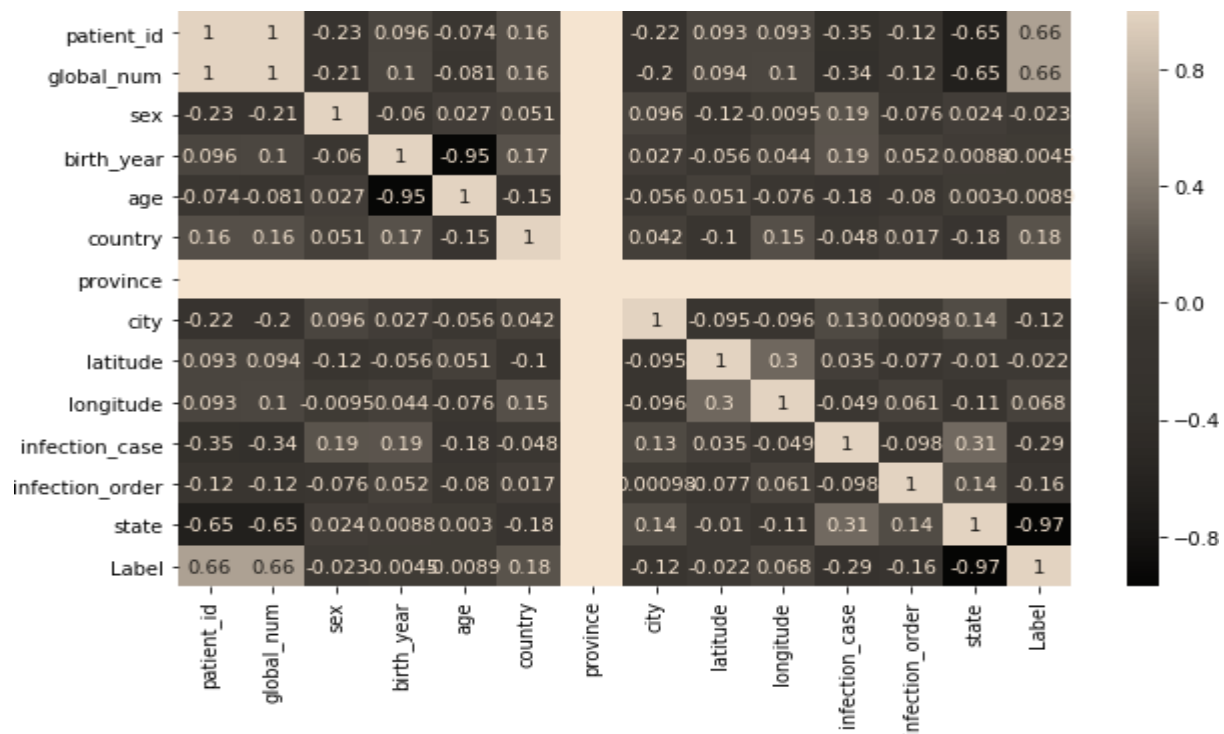 patient_id 1 1 -0.23 0.096 -0.074 0.16 -0.22 0.093 0.093 -0.35 -0.12 -0.65 0.66
global_num 1 1 -0.21 0.1 -0.081 0.16 -0.2 0.094 0.1 -0.34 -0.12 -0.65 0.66
sex -0.23 -0.21 1 -0.06 0.027 0.051 0.096 -0.12 -0.0095 0.19 -0.076 0.024 -0.023
birth_year 0.096 0.1 -0.06 1 -0.95 0.17 0.027 -0.056 0.044 0.19 0.052 0.0088 -0.0045
age -0.074 -0.081 0.027 -0.95 1 -0.15 -0.056 0.051 -0.076 -0.18 -0.08 0.003 -0.0089
country 0.16 0.16 0.051 0.17 -0.15 1 0.042 -0.1 0.15 -0.048 0.017 -0.18 0.18
province
city -0.22 -0.2 0.096 0.027 -0.056 0.042 1 -0.095 -0.096 0.13 0.00098 0.14 -0.12
latitude 0.093 0.094 -0.12 -0.056 0.051 -0.1 -0.095 1 0.3 0.035 -0.077 -0.01 -0.022
longitude 0.093 0.1 -0.0095 0.044 -0.076 0.15 -0.096 0.3 1 -0.049 0.061 -0.11 0.068
infection_case -0.35 -0.34 0.19 0.19 -0.18 -0.048 0.13 0.035 -0.049 1 -0.098 0.31 -0.29
infection_order -0.12 -0.12 -0.076 0.052 -0.08 0.017 0.00098 -0.077 0.061 -0.098 1 0.14 -0.16
state -0.65 -0.65 0.024 0.0088 0.003 -0.18 0.14 -0.01 -0.11 0.31 0.14 1 -0.97
Label 0.66 0.66 -0.023 -0.0045 -0.0089 0.18 -0.12 -0.022 0.068 -0.29 -0.16 -0.97 1
patient_id global_num sex birth_year age country province city latitude longitude infection_case nfection_order state Label
0.8
0.4
0.0
−0.4
−0.8